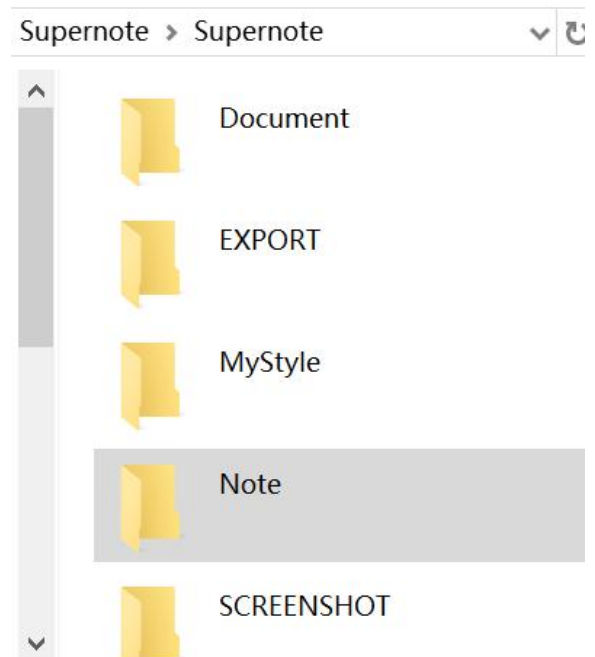 Supernote > Supernote
Document
EXPORT
MyStyle
Note
SCREENSHOT